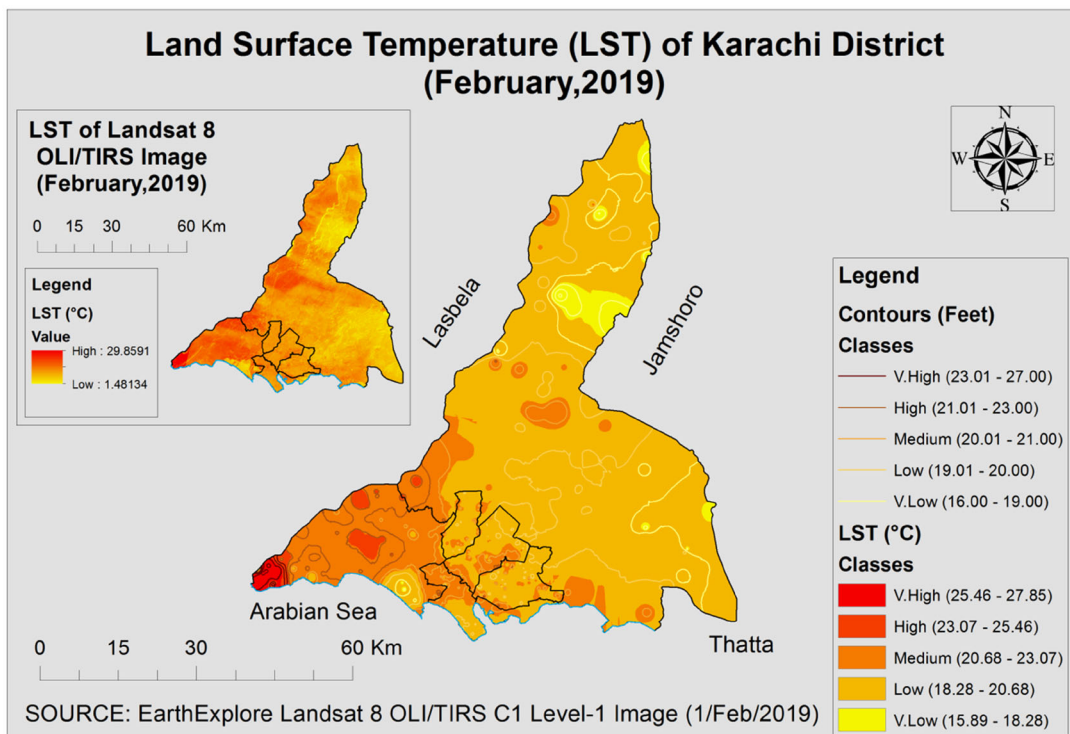 Land Surface Temperature (LST) of Karachi District
(February,2019)
LST of Landsat 8
OLI/TIRS Image
(February,2019)
0 15 30 60 Km
Legend
LST (°C)
Value
High : 29.8591
Low : 1.48134
N
W E
S
Lasbela
Jamshoro
Arabian Sea
Thatta
0 15 30 60 Km
Legend
Contours (Feet)
Classes
V.High (23.01 - 27.00)
High (21.01 - 23.00)
Medium (20.01 - 21.00)
Low (19.01 - 20.00)
V.Low (16.00 - 19.00)
LST (°C)
Classes
V.High (25.46 - 27.85)
High (23.07 - 25.46)
Medium (20.68 - 23.07)
Low (18.28 - 20.68)
V.Low (15.89 - 18.28)
SOURCE: EarthExplore Landsat 8 OLI/TIRS C1 Level-1 Image (1/Feb/2019)